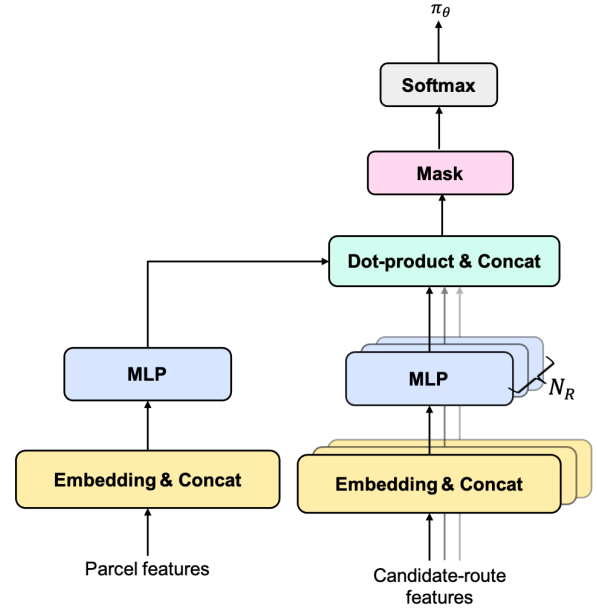 π_θ
Softmax
Mask
Dot-product & Concat
MLP
MLP
N_R
Embedding & Concat
Embedding & Concat
Parcel features
Candidate-route
features